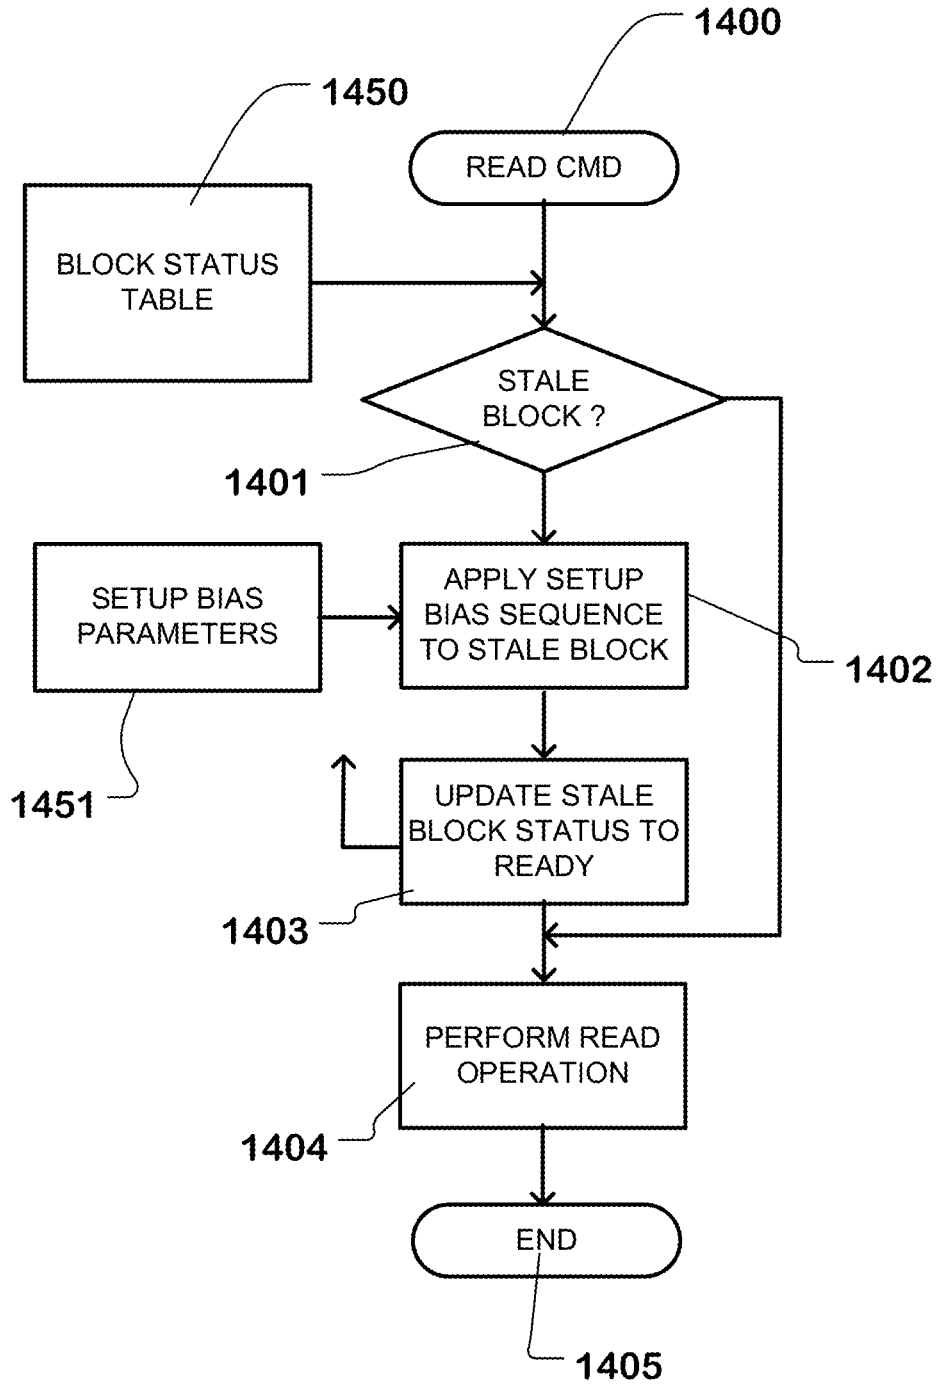 1400
1450
READ CMD
BLOCK STATUS
TABLE
STALE
BLOCK ?
1401
SETUP BIAS
PARAMETERS
APPLY SETUP
BIAS SEQUENCE
TO STALE BLOCK
1402
1451
UPDATE STALE
BLOCK STATUS TO
READY
1403
PERFORM READ
OPERATION
1404
END
1405